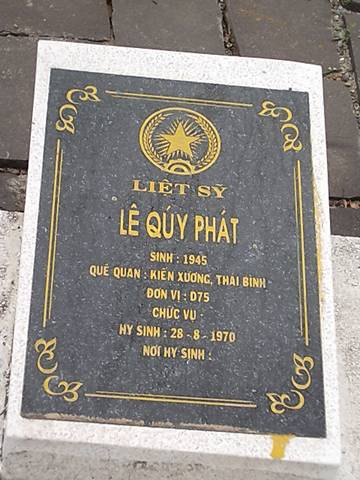 LIỆT SỸ
LÊ QÚY PHÁT
SINH : 1945
QUÊ QUÁN : KIẾN XƯƠNG, THÁI BÌNH
ĐƠN VỊ : D75
CHỨC VỤ :
HY SINH : 28 - 8 - 1970
NƠI HY SINH :